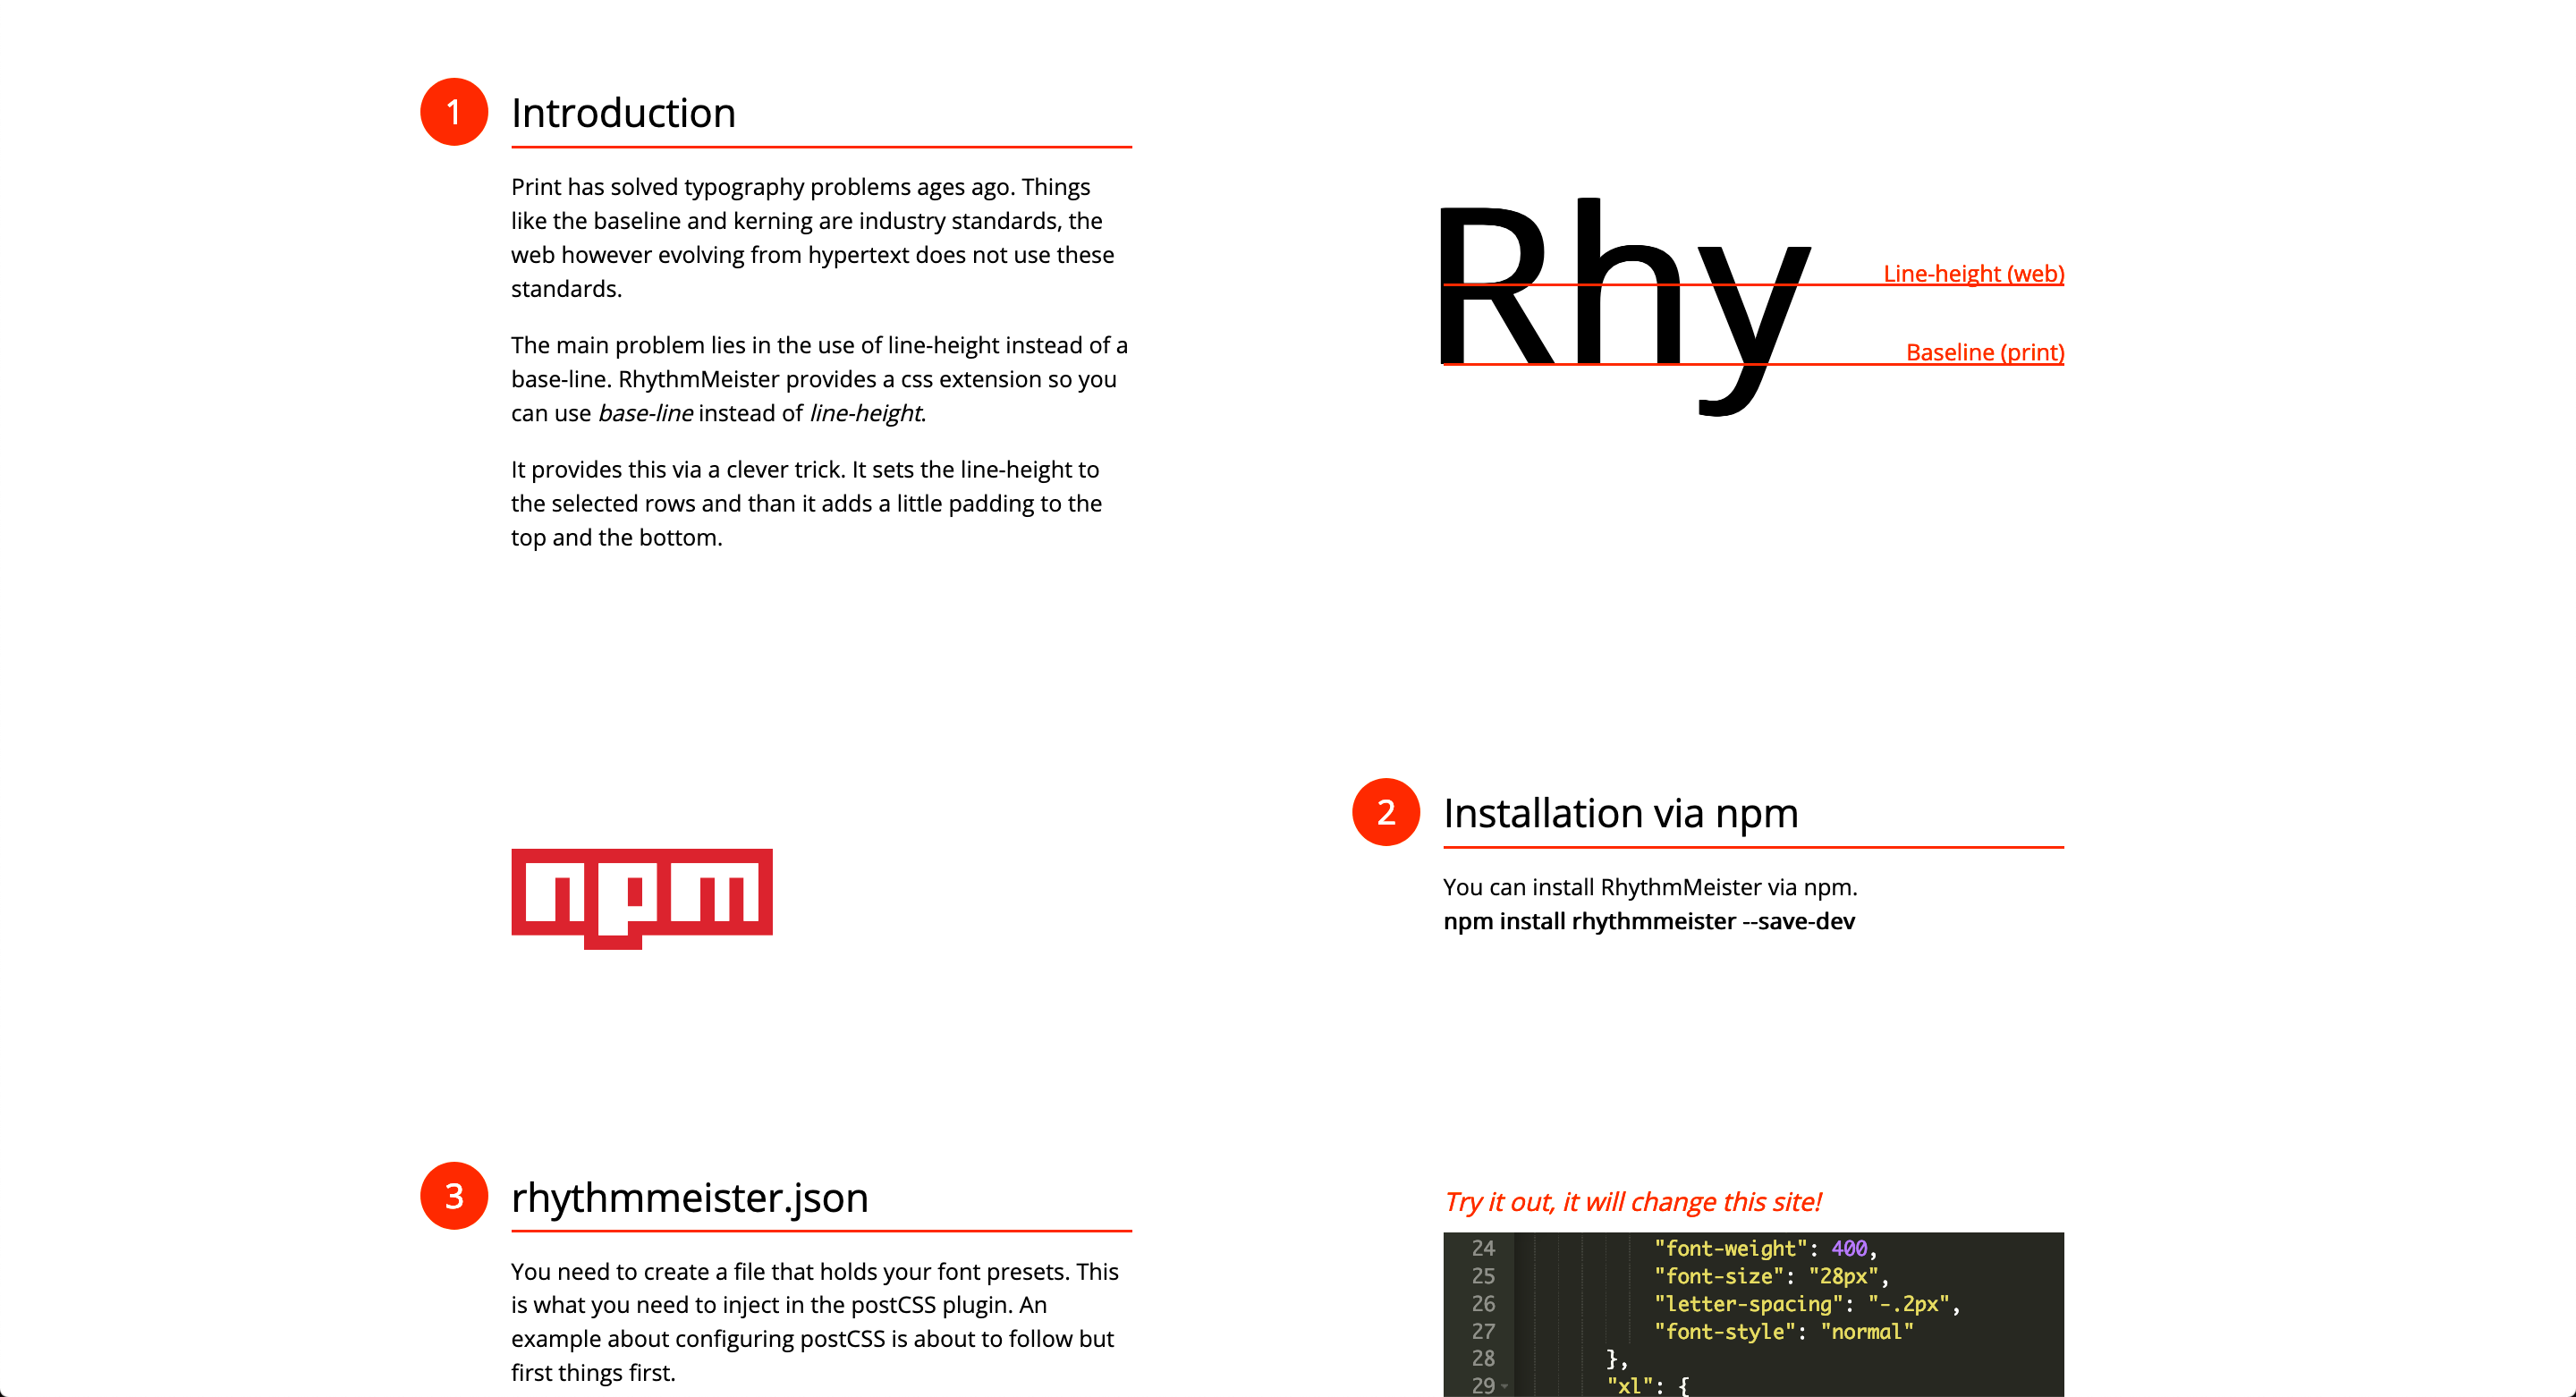 1
Introduction
Print has solved typography problems ages ago. Things
like the baseline and kerning are industry standards, the
web however evolving from hypertext does not use these
standards.
The main problem lies in the use of line-height instead of a
base-line. RhythmMeister provides a css extension so you
can use base-line instead of line-height.
It provides this via a clever trick. It sets the line-height to
the selected rows and than it adds a little padding to the
top and the bottom.
Rhy
Line-height (web)
Baseline (print)
npm
2
Installation via npm
You can install RhythmMeister via npm.
npm install rhythmmeister --save-dev
3
rhythmmeister.json
You need to create a file that holds your font presets. This
is what you need to inject in the postCSS plugin. An
example about configuring postCSS is about to follow but
first things first.
Try it out, it will change this site!
24 "font-weight": 400,
25 "font-size": "28px",
26 "letter-spacing": "-.2px",
27 "font-style": "normal"
28 },
29 "xl": {